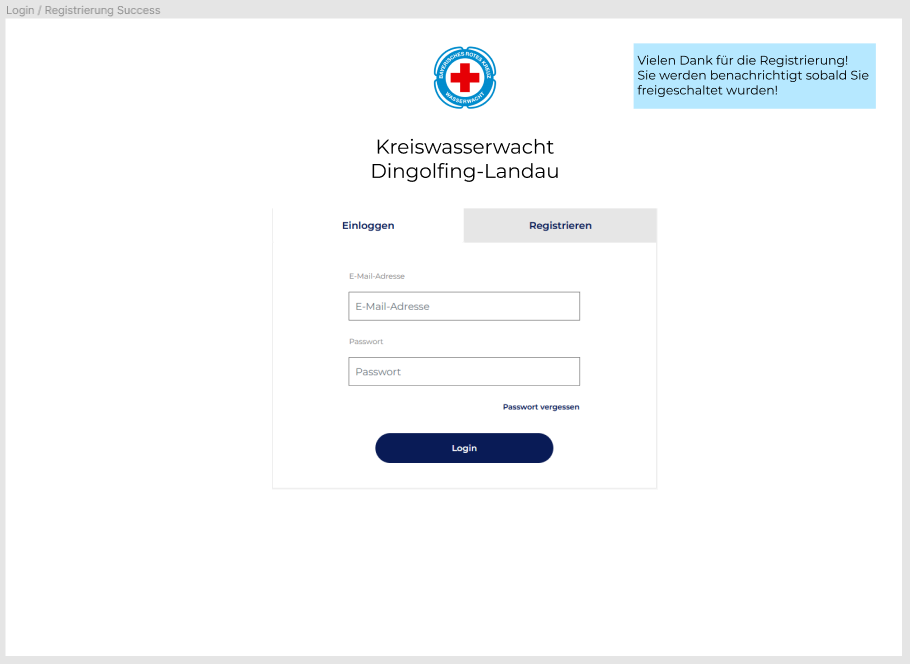 Login / Registrierung Success
BAYERISCHES ROTES KREUZ
WASSERWACHT
Vielen Dank für die Registrierung!
Sie werden benachrichtigt sobald Sie
freigeschaltet wurden!
Kreiswasserwacht
Dingolfing-Landau
Einloggen
Registrieren
E-Mail-Adresse
E-Mail-Adresse
Passwort
Passwort
Passwort vergessen
Login